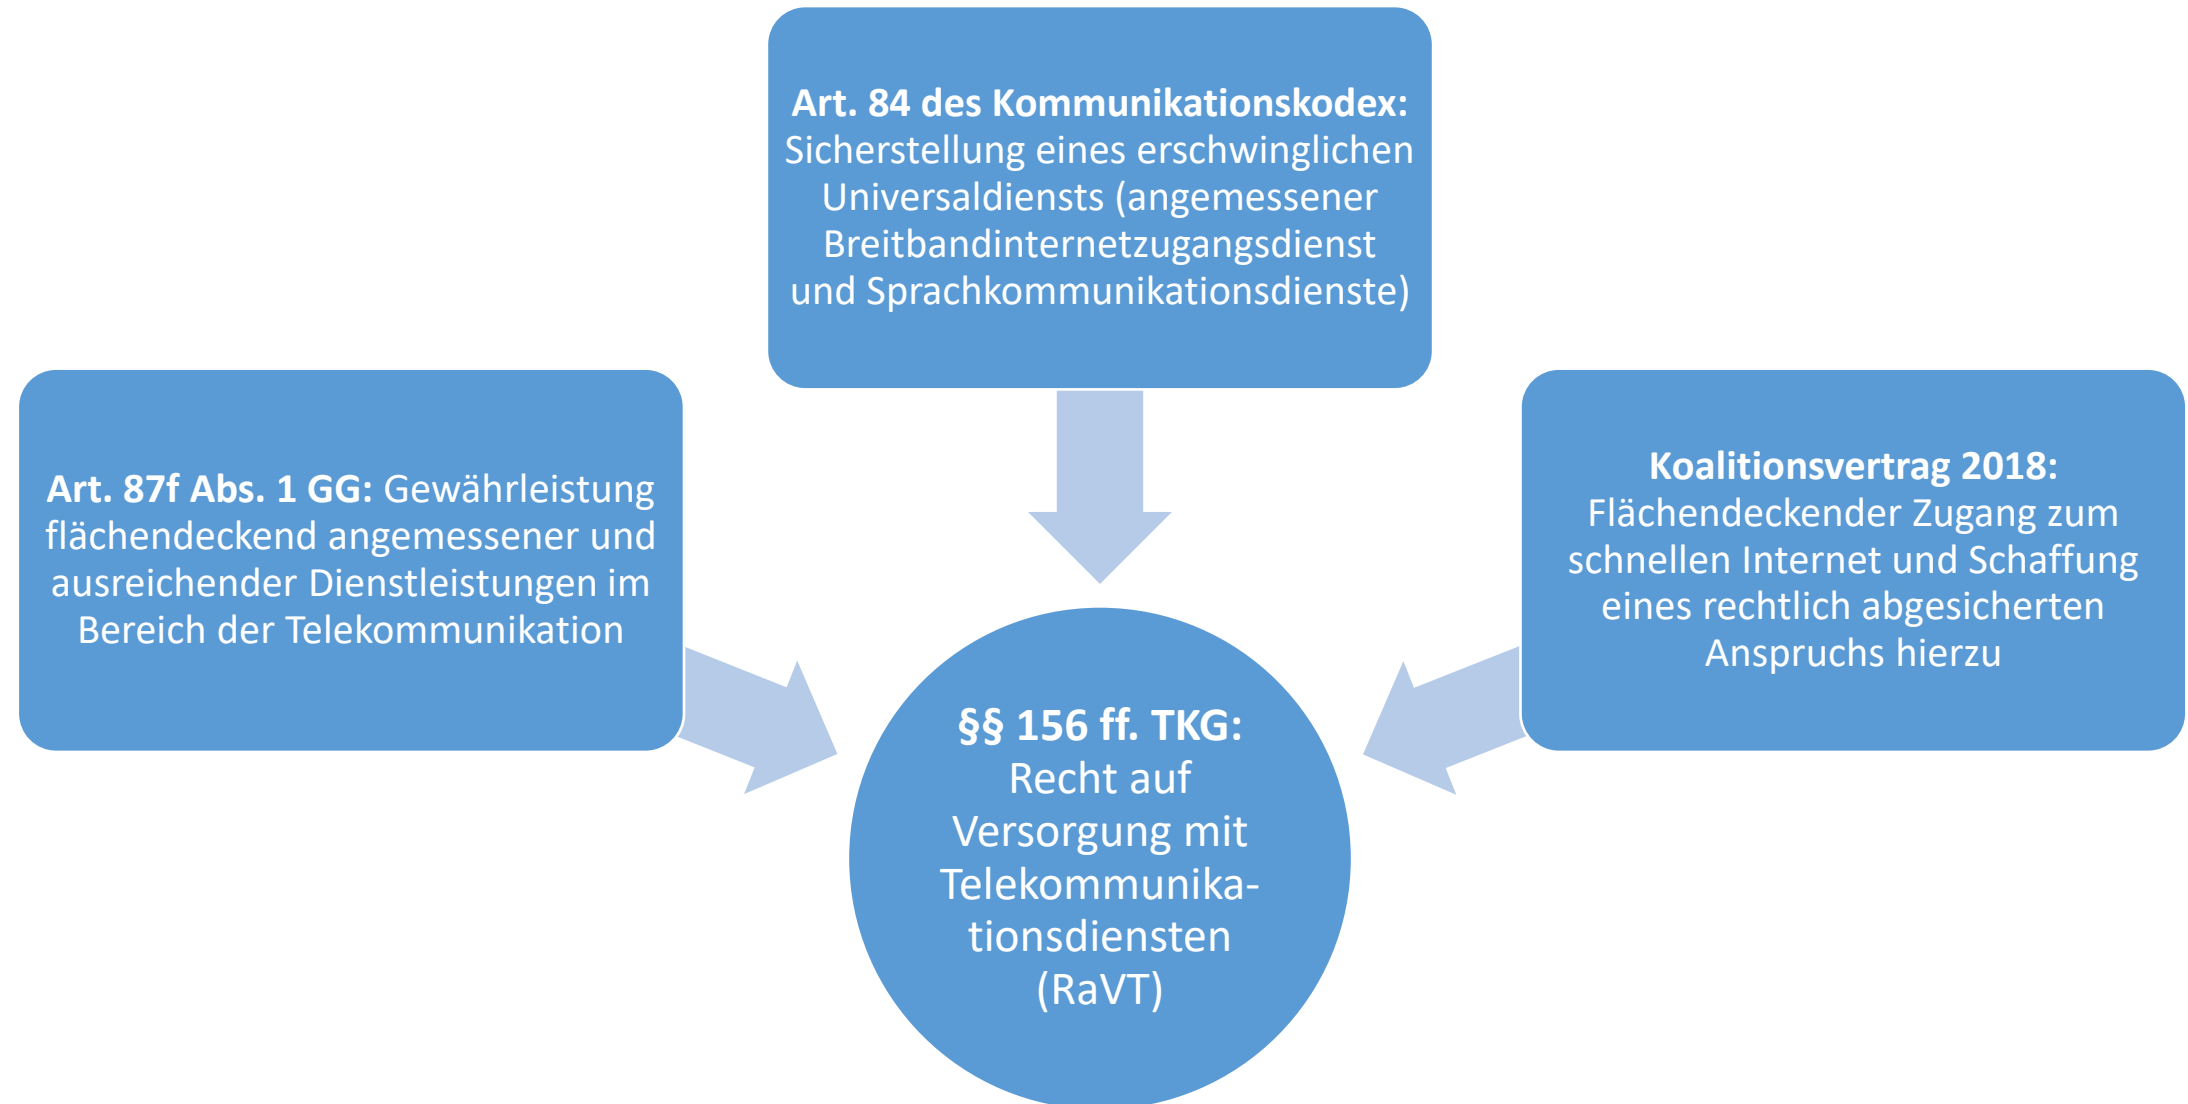 Art. 84 des Kommunikationskodex:
Sicherstellung eines erschwinglichen
Universaldiensts (angemessener
Breitbandinternetzugangsdienst
und Sprachkommunikationsdienste)
Art. 87f Abs. 1 GG: Gewährleistung
flächendeckend angemessener und
ausreichender Dienstleistungen im
Bereich der Telekommunikation
Koalitionsvertrag 2018:
Flächendeckender Zugang zum
schnellen Internet und Schaffung
eines rechtlich abgesicherten
Anspruchs hierzu
§§ 156 ff. TKG:
Recht auf
Versorgung mit
Telekommunika-
tionsdiensten
(RaVT)